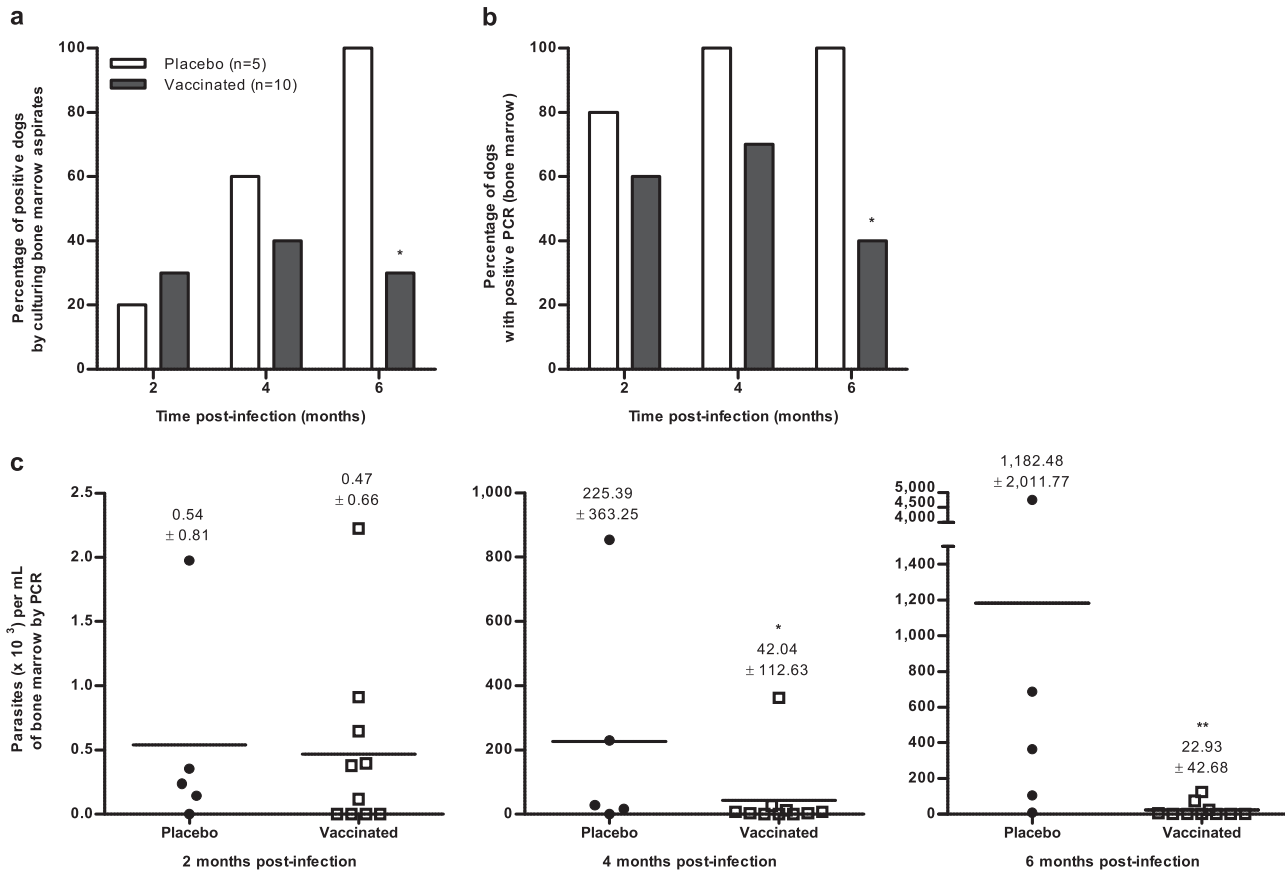 a
100
80
60
40
20
0
Percentage of positive dogs
by culturing bone marrow aspirates
Placebo (n=5)
Vaccinated (n=10)
*
2
4
6
Time post-infection (months)
b
100
80
60
40
20
0
Percentage of dogs
with positive PCR (bone marrow)
*
2
4
6
Time post-infection (months)
c
Parasites (x 10 3) per mL
of bone marrow by PCR
2.5
2.0
1.5
1.0
0.5
0.0
0.54
± 0.81
0.47
± 0.66
Placebo
Vaccinated
2 months post-infection
1,000
800
600
400
200
0
225.39
± 363.25
*
42.04
± 112.63
Placebo
Vaccinated
4 months post-infection
5,000
4,500
4,000
1,400
1,200
1,000
800
600
400
200
0
1,182.48
± 2,011.77
**
22.93
± 42.68
Placebo
Vaccinated
6 months post-infection